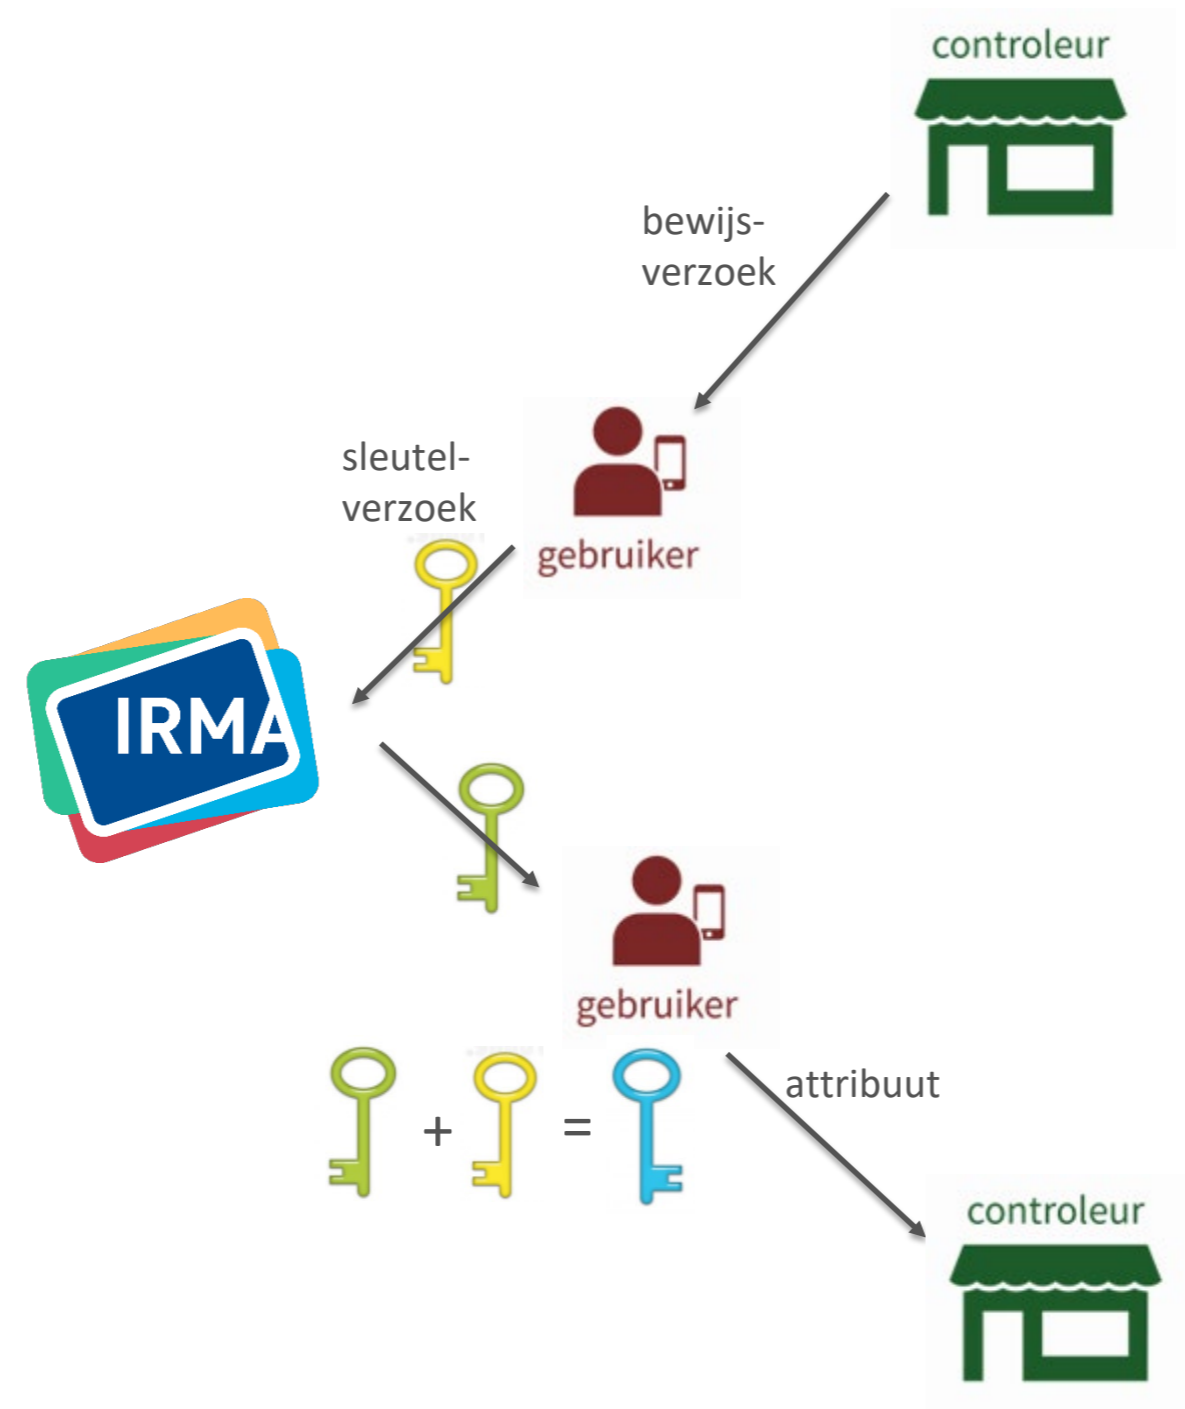 controleur
bewijs-
verzoek
sleutel-
verzoek
gebruiker
IRMA
gebruiker
+
=
attribuut
controleur